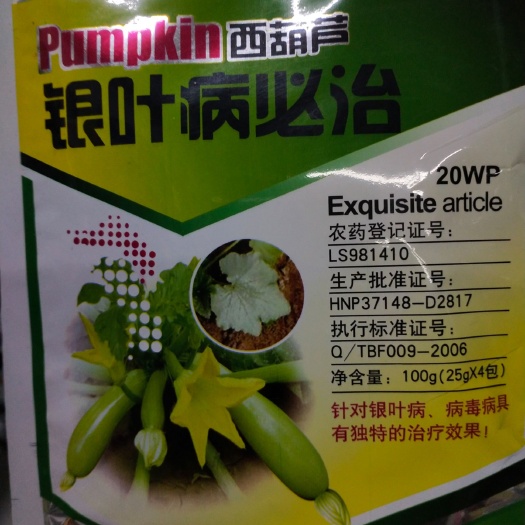 Pumpkin 西葫芦
银叶病必治
20WP
Exquisite article
农药登记证号:
LS981410
生产批准证号:
HNP37148-D2817
执行标准证号:
Q/TBF009-2006
净含量: 100g(25gX4包)
针对银叶病、病毒病具
有独特的治疗效果!